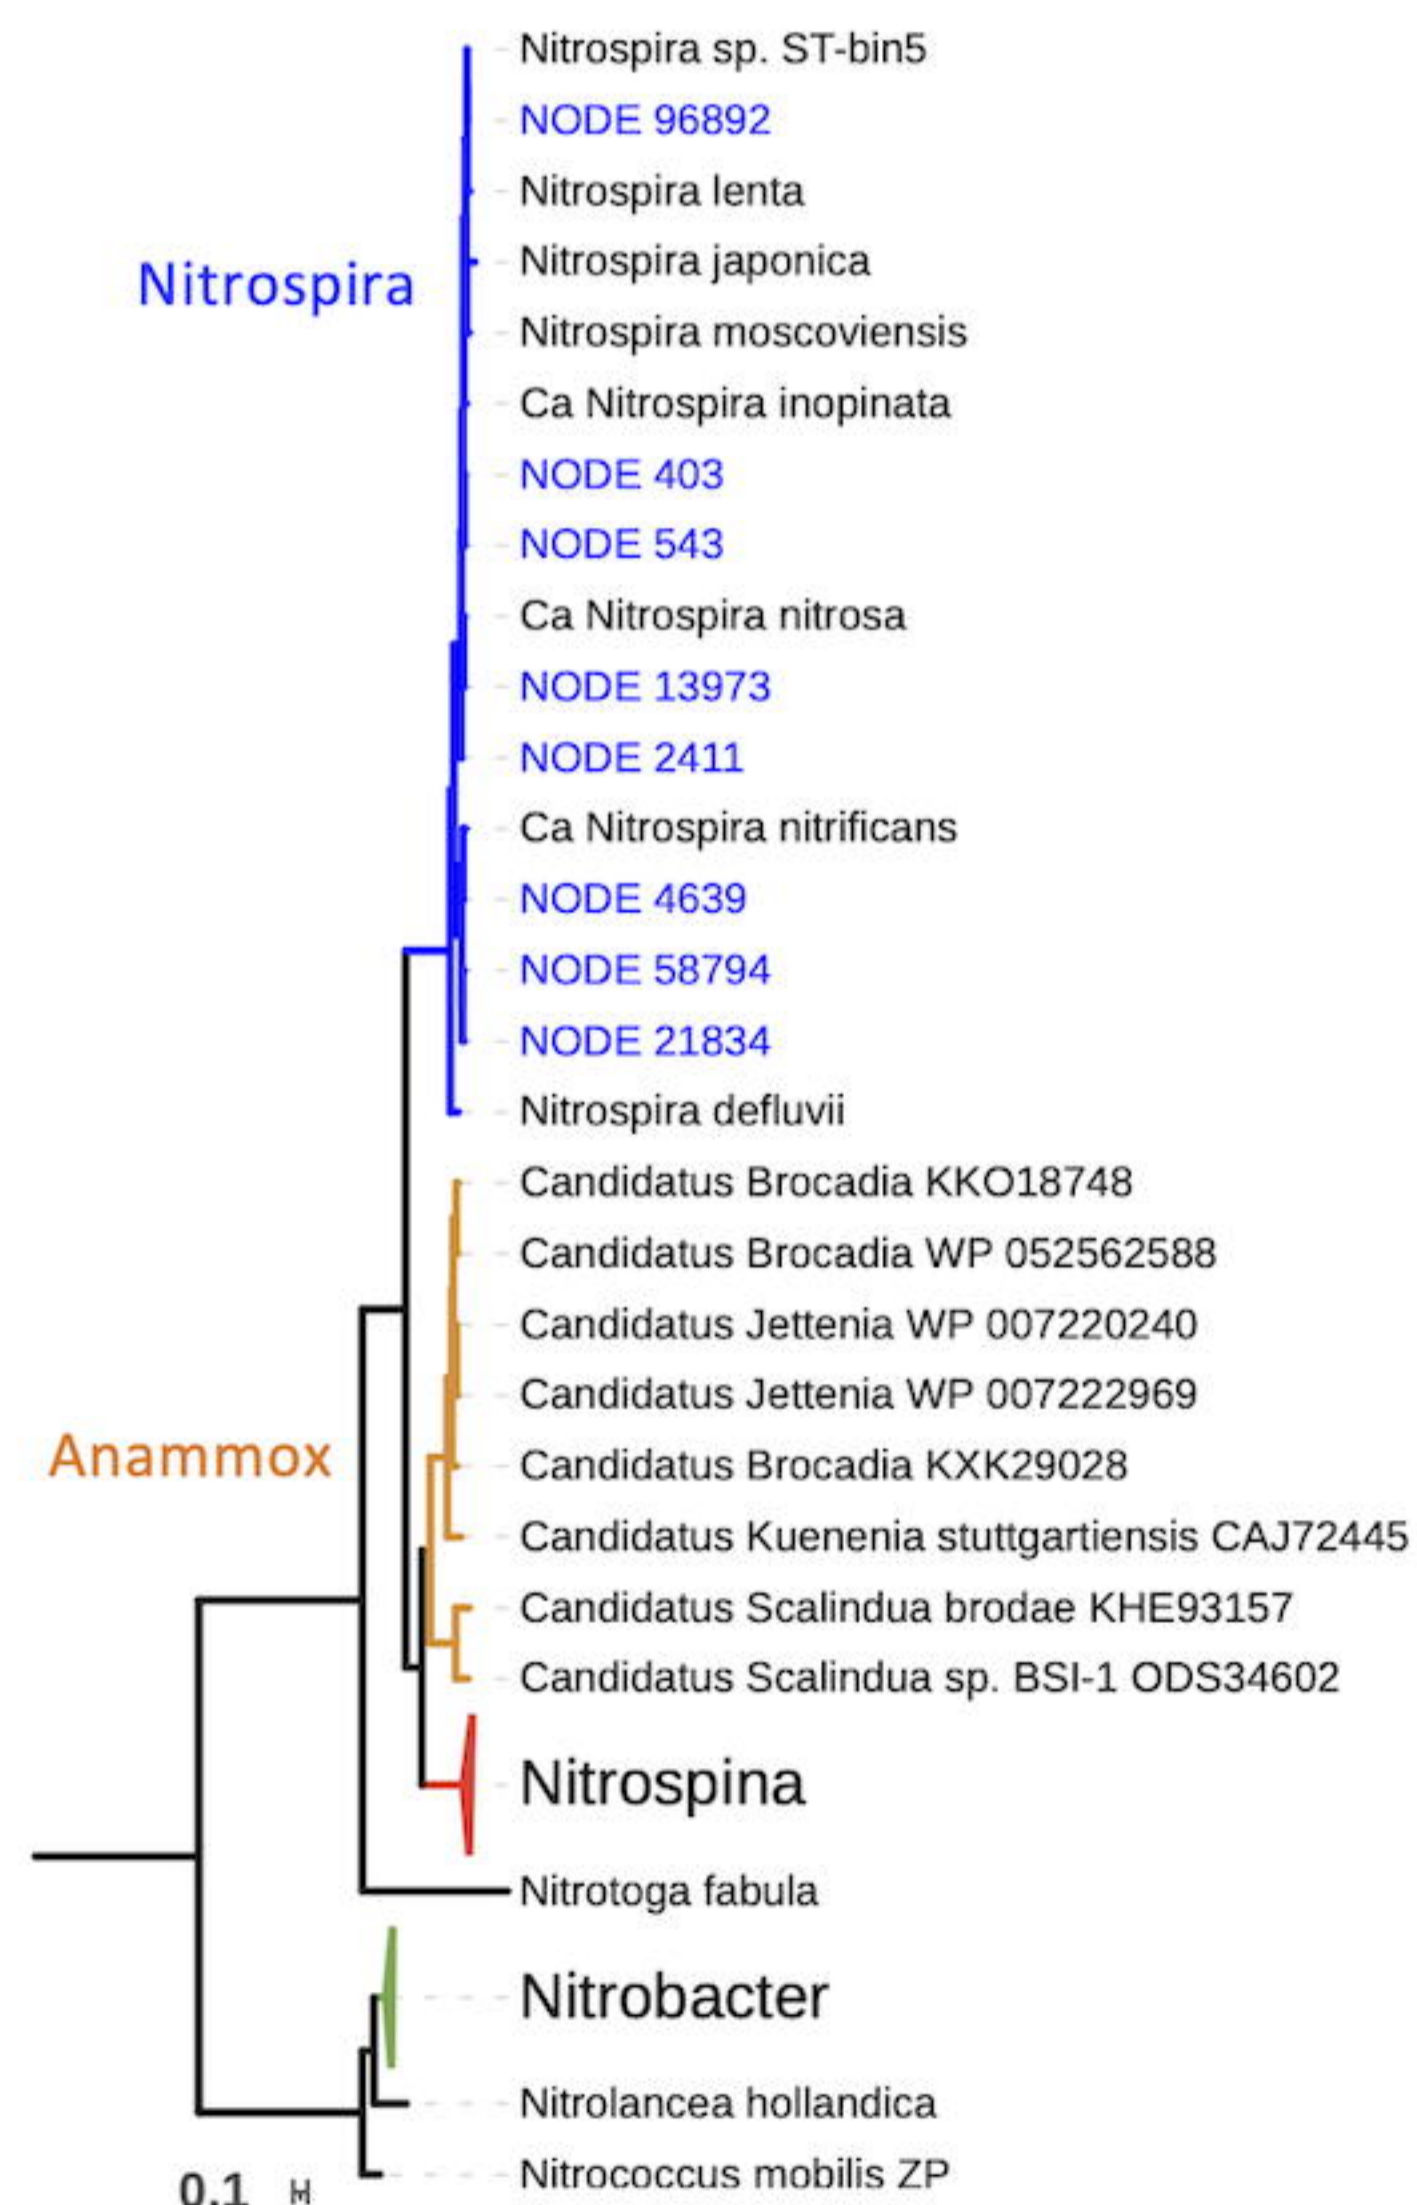 Nitrospira sp. ST-bin5
NODE 96892
Nitrospira lenta
Nitrospira japonica
Nitrospira
Nitrospira moscoviensis
Ca Nitrospira inopinata
NODE 403
NODE 543
Ca Nitrospira nitrosa
NODE 13973
NODE 2411
Ca Nitrospira nitrificans
NODE 4639
NODE 58794
NODE 21834
Nitrospira defluvii
Candidatus Brocadia KKO18748
Candidatus Brocadia WP 052562588
Candidatus Jettenia WP 007220240
Candidatus Jettenia WP 007222969
Anammox
Candidatus Brocadia KXK29028
Candidatus Kuenenia stuttgartiensis CAJ72445
Candidatus Scalindua brodae KHE93157
Candidatus Scalindua sp. BSI-1 ODS34602
Nitrospina
Nitrotoga fabula
Nitrobacter
Nitrolancea hollandica
Nitrococcus mobilis ZP
0.1